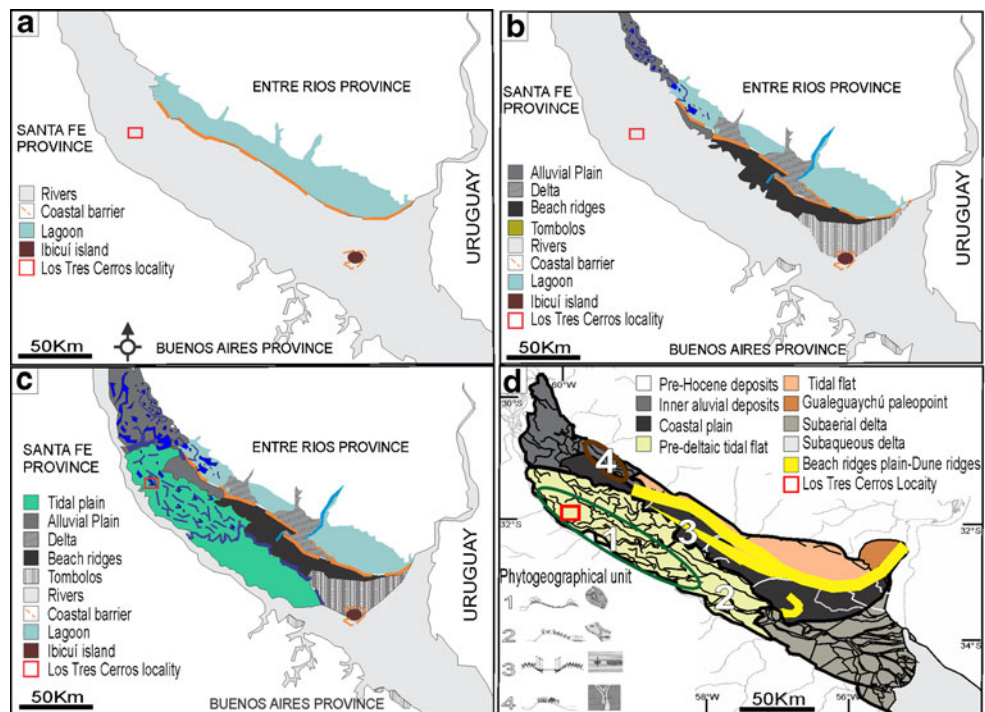 a
ENTRE RIOS PROVINCE
SANTA FE
PROVINCE
URUGUAY
Rivers
Coastal barrier
Lagoon
Ibicuí island
Los Tres Cerros locality
50Km
BUENOS AIRES PROVINCE
b
ENTRE RIOS PROVINCE
SANTA FE
PROVINCE
URUGUAY
Alluvial Plain
Delta
Beach ridges
Tombolos
Rivers
Coastal barrier
Lagoon
Ibicuí island
Los Tres Cerros locality
50Km
BUENOS AIRES PROVINCE
c
ENTRE RIOS PROVINCE
SANTA FE
PROVINCE
URUGUAY
Tidal plain
Alluvial Plain
Delta
Beach ridges
Tombolos
Rivers
Coastal barrier
Lagoon
Ibicuí island
Los Tres Cerros locality
50Km
BUENOS AIRES PROVINCE
d
Pre-Hocene deposits
Inner aluvial deposits
Coastal plain
Pre-deltaic tidal flat
Tidal flat
Gualeguaychú paleopoint
Subaerial delta
Subaqueous delta
Beach ridges plain-Dune ridges
Los Tres Cerros Locaity
60°W
30°S
32°S
32°S
34°S
58°W
56°W
4
3
1
2
Phytogeographical unit
1
2
3
4
50Km